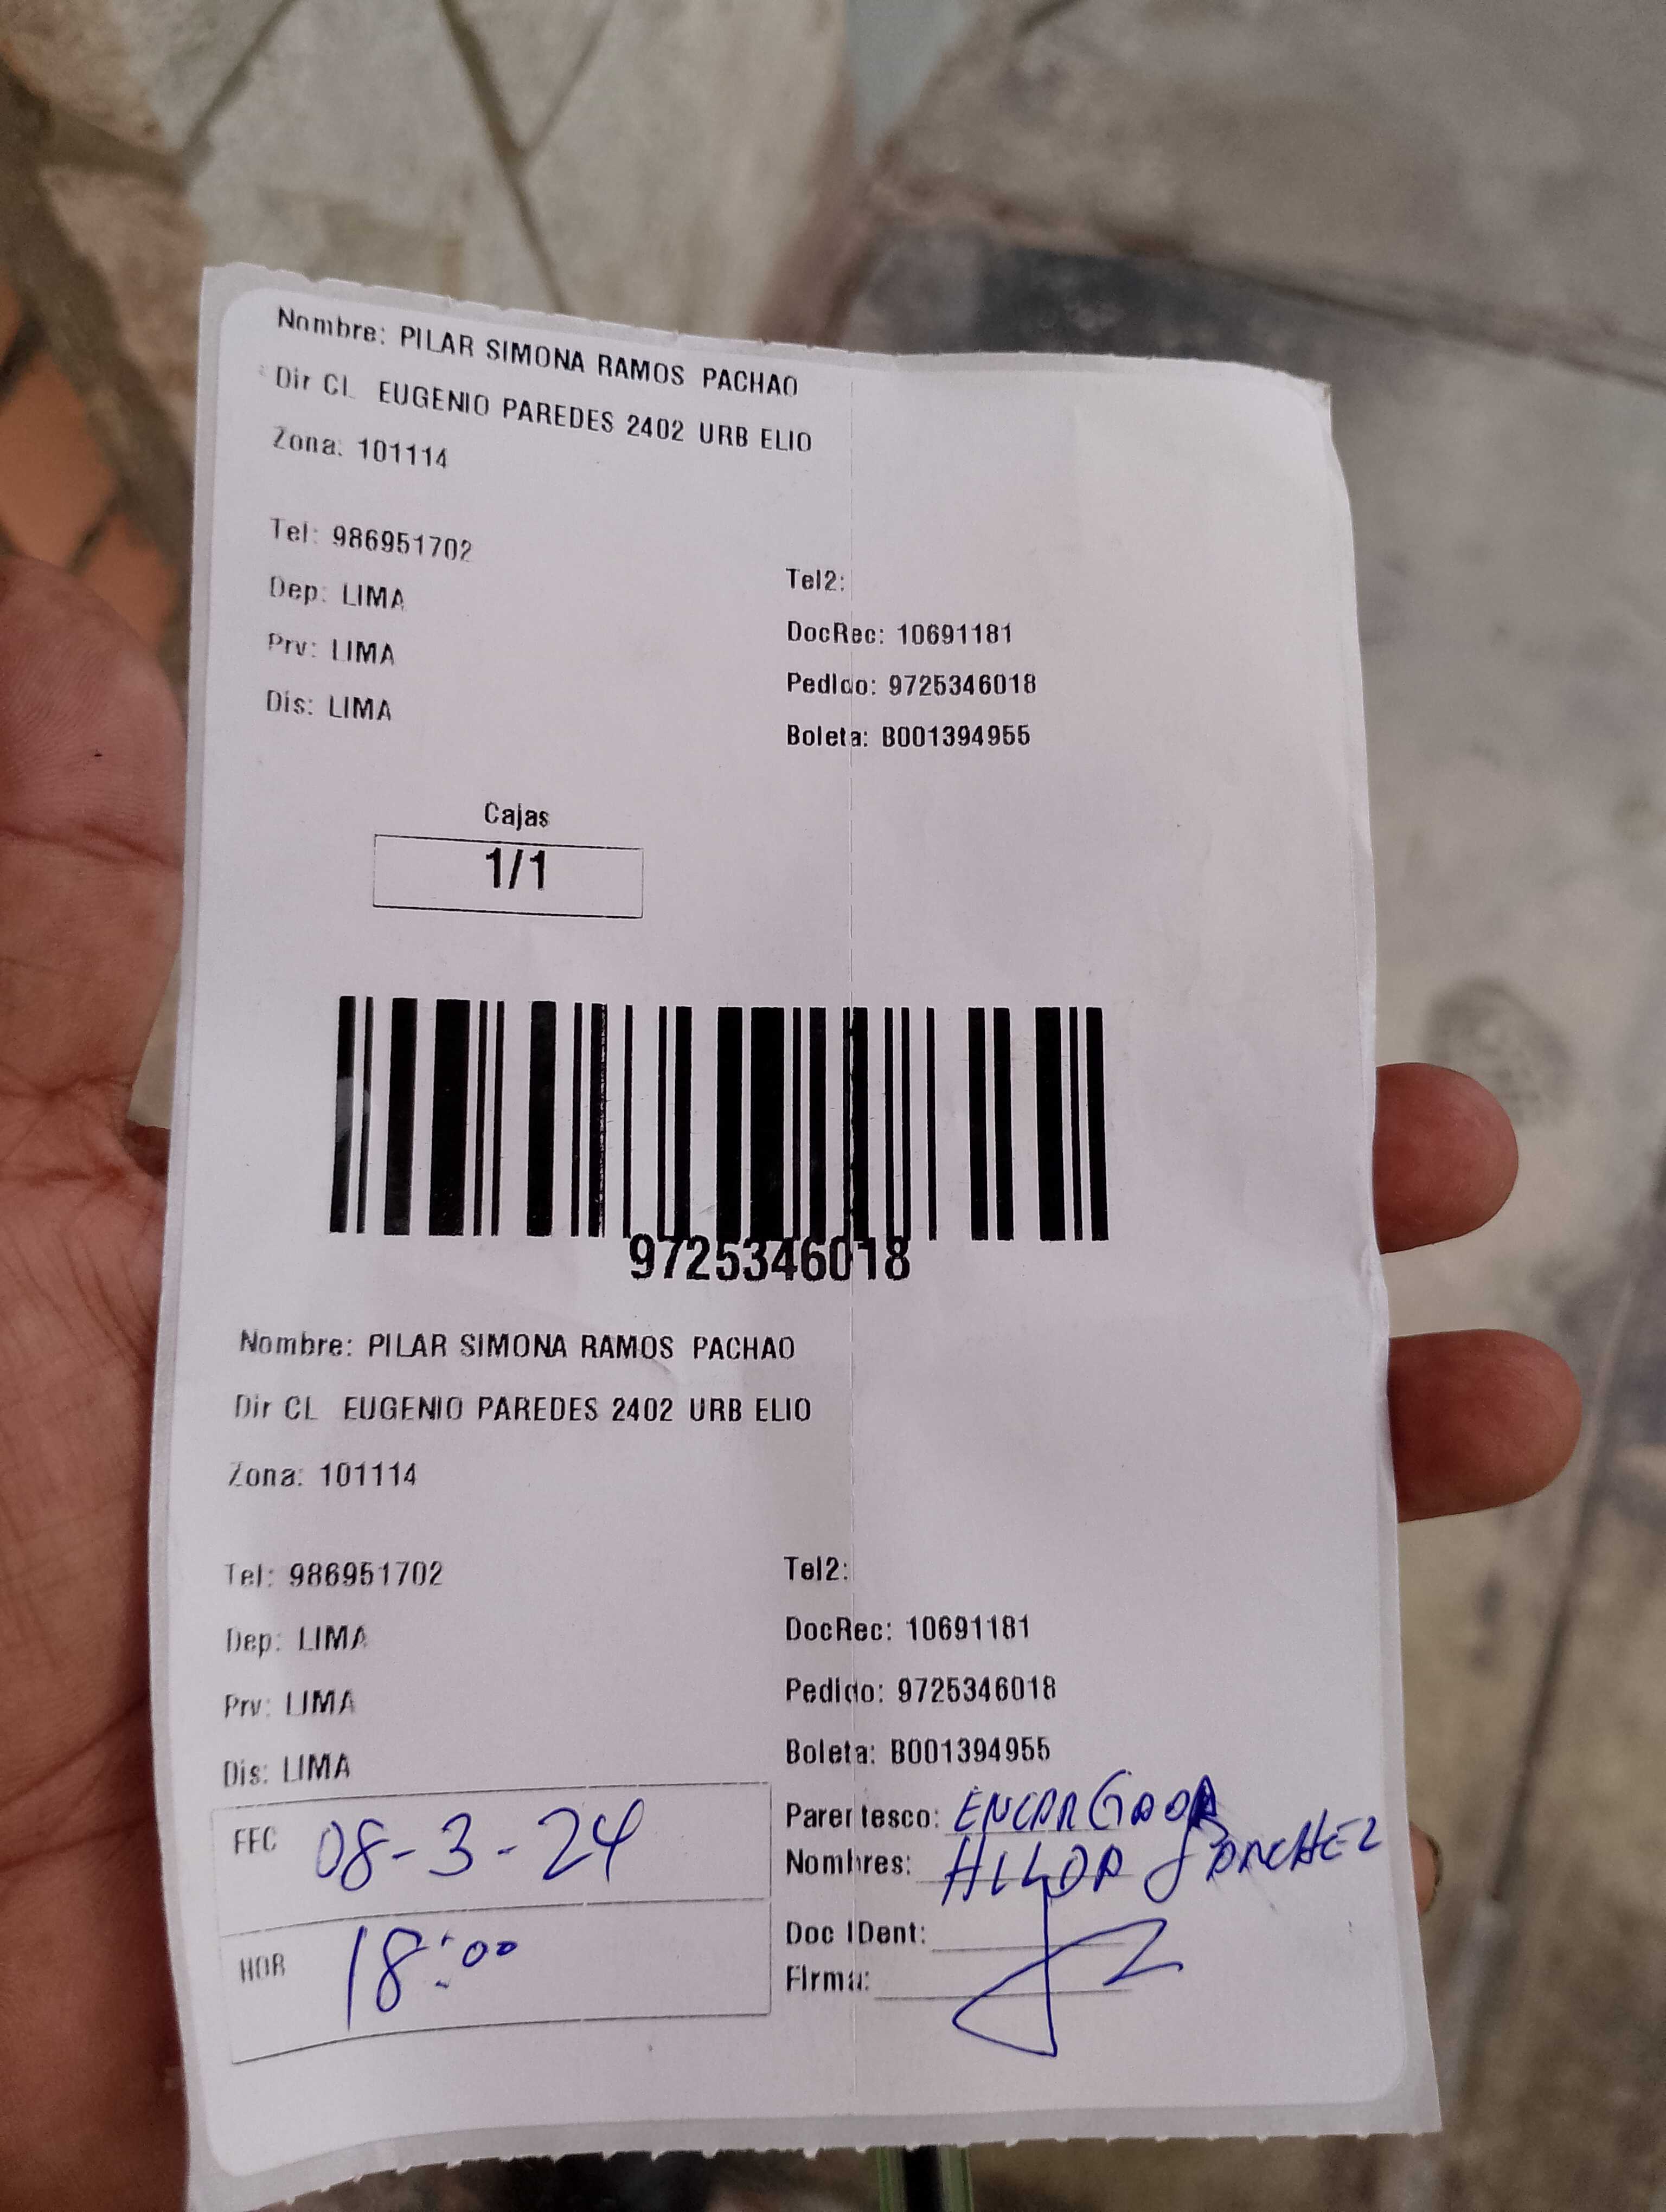 Nombre: PILAR SIMONA RAMOS PACHAO
Dir CL EUGENIO PAREDES 2402 URB ELIO
Zona: 101114
Tel: 986951702
Tel2:
Dep: LIMA
DocRec: 10691181
Prv: LIMA
Pedido: 9725346018
Dis: LIMA
Boleta: B001394955
Cajas
1/1
9725346018
Nombre: PILAR SIMONA RAMOS PACHAO
Dir CL EUGENIO PAREDES 2402 URB ELIO
Zona: 101114
Tel: 986951702
Tel2:
Dep: LIMA
DocRec: 10691181
Prv: LIMA
Pedido: 9725346018
Dis: LIMA
Boleta: B001394955
FEC 08-3-24
Parentesco: ENCARGADA
Nombres: HILDA SANCHEZ
HOR 18:00
Doc IDent:
Firma: